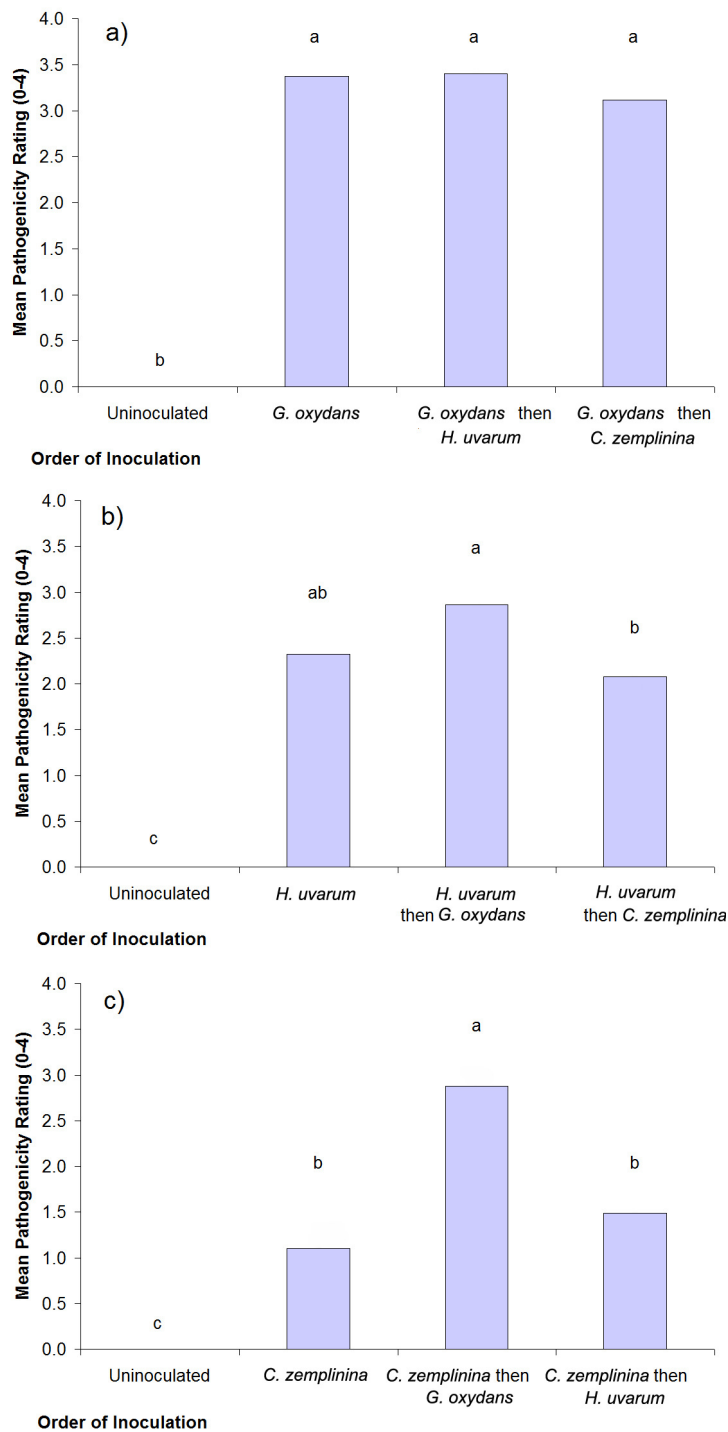 a)
Mean Pathogenicity Rating (0-4)
4.0
3.5
3.0
2.5
2.0
1.5
1.0
0.5
0.0
b
a
a
a
Uninoculated
G. oxydans
G. oxydans then
H. uvarum
G. oxydans then
C. zemplinina
Order of Inoculation
b)
Mean Pathogenicity Rating (0-4)
4.0
3.5
3.0
2.5
2.0
1.5
1.0
0.5
0.0
c
ab
a
b
Uninoculated
H. uvarum
H. uvarum
then G. oxydans
H. uvarum
then C. zemplinina
Order of Inoculation
c)
Mean Pathogenicity Rating (0-4)
4.0
3.5
3.0
2.5
2.0
1.5
1.0
0.5
0.0
c
b
a
b
Uninoculated
C. zemplinina
C. zemplinina then
G. oxydans
C. zemplinina then
H. uvarum
Order of Inoculation